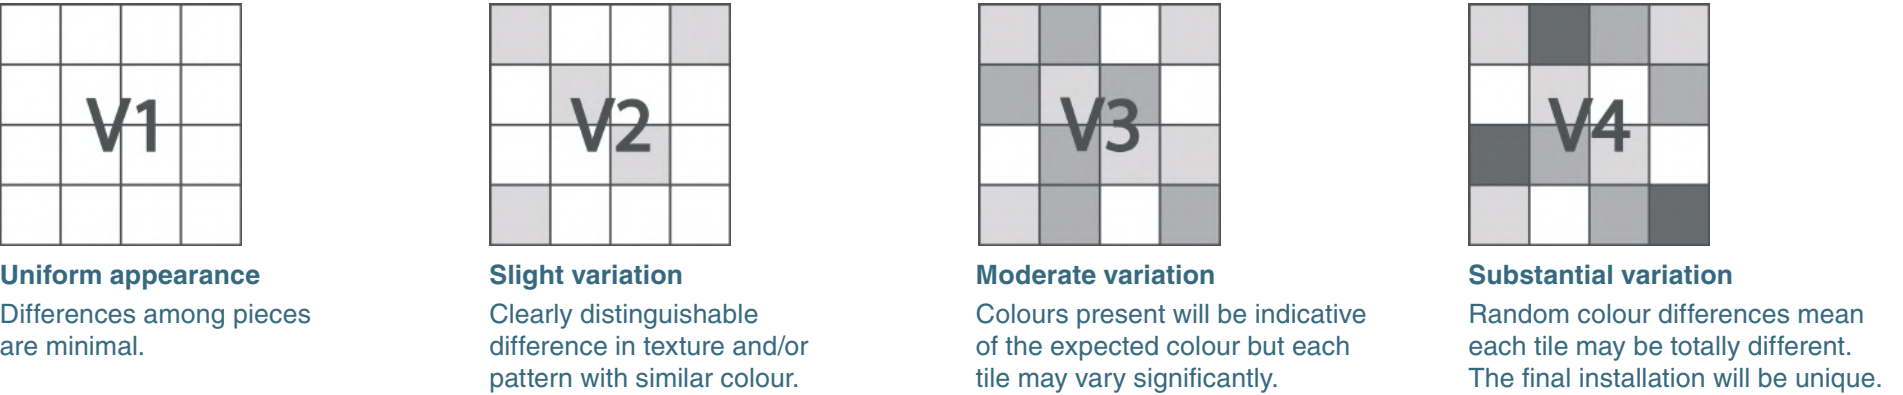 V1
Uniform appearance
Differences among pieces
are minimal.
V2
Slight variation
Clearly distinguishable
difference in texture and/or
pattern with similar colour.
V3
Moderate variation
Colours present will be indicative
of the expected colour but each
tile may vary significantly.
V4
Substantial variation
Random colour differences mean
each tile may be totally different.
The final installation will be unique.